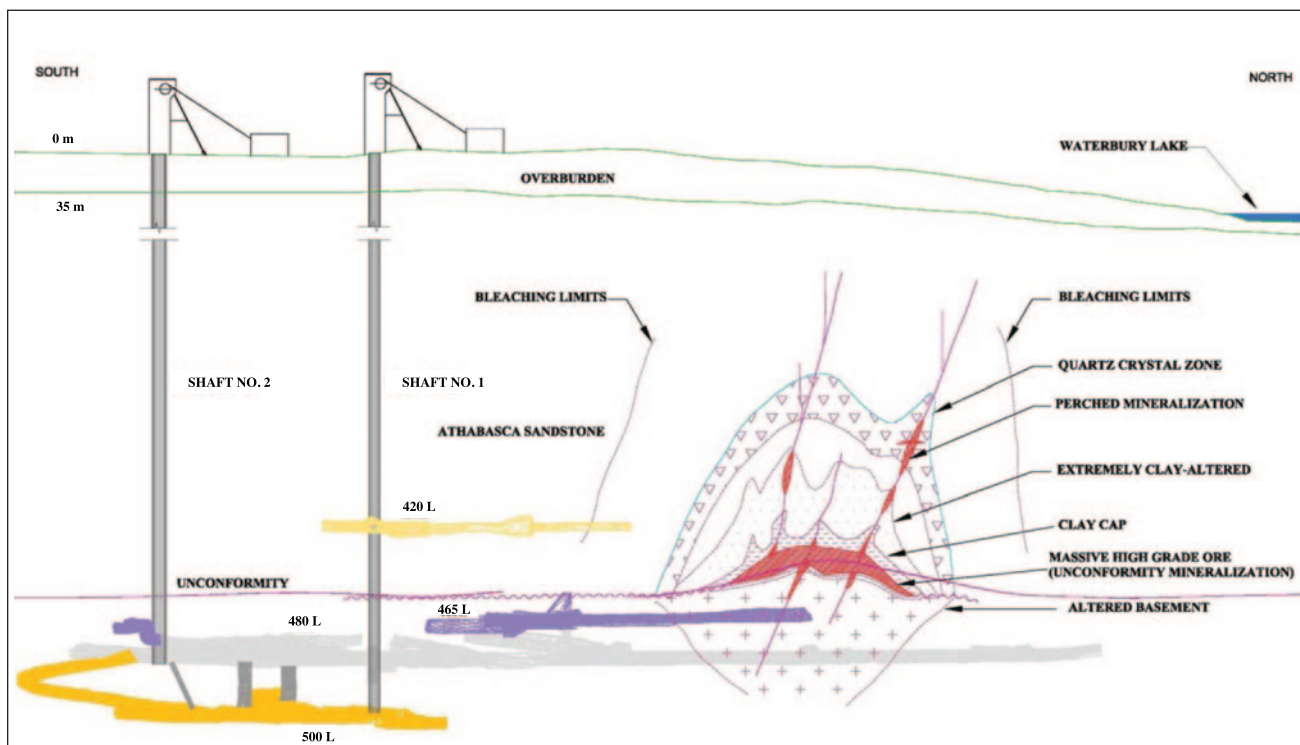 SOUTH
NORTH
0 m
WATERBURY LAKE
OVERBURDEN
35 m
BLEACHING LIMITS
BLEACHING LIMITS
QUARTZ CRYSTAL ZONE
SHAFT NO. 2
SHAFT NO. 1
PERCHED MINERALIZATION
ATHABASCA SANDSTONE
EXTREMELY CLAY-ALTERED
420 L
CLAY CAP
MASSIVE HIGH GRADE ORE
(UNCONFORMITY MINERALIZATION)
UNCONFORMITY
465 L
ALTERED BASEMENT
480 L
500 L